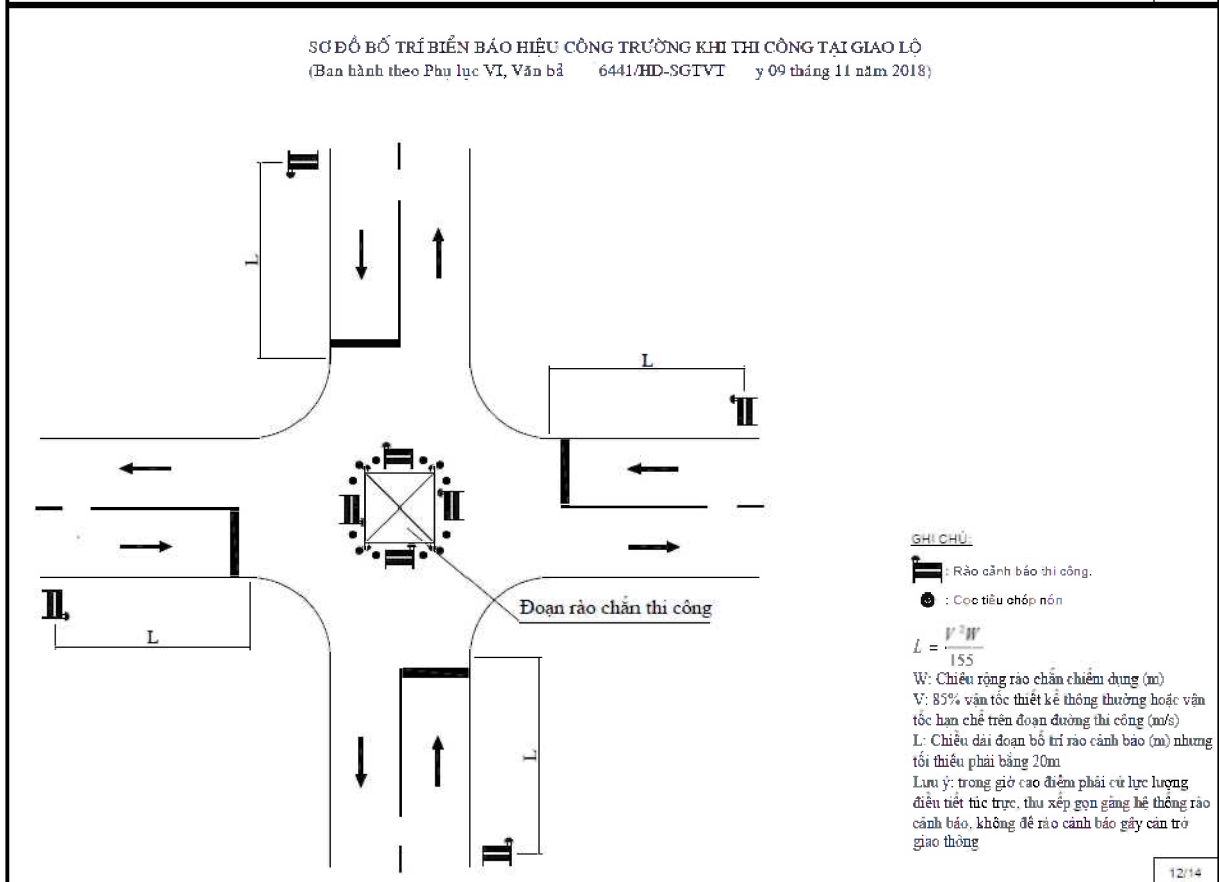 SƠ ĐỒ BỐ TRÍ BIỂN BÁO HIỆU CÔNG TRƯỜNG KHI THI CÔNG TẠI GIAO LỘ
(Ban hành theo Phụ lục VI, Văn bả 6441/HD-SGTVT y 09 tháng 11 năm 2018)
L
L
L
L
Đoạn rào chắn thi công
GHI CHÚ:
: Rào cảnh báo thi công.
: Cọc tiêu chóp nón
L = V²W / 155
W: Chiều rộng rào chắn chiếm dụng (m)
V: 85% vận tốc thiết kế thông thường hoặc vận
tốc hạn chế trên đoạn đường thi công (m/s)
L: Chiều dài đoạn bố trí rào cảnh báo (m) nhưng
tối thiểu phải bằng 20m
Lưu ý: trong giờ cao điểm phải cử lực lượng
điều tiết túc trực, thu xếp gọn gàng hệ thống rào
cảnh báo, không để rào cảnh báo gây cản trở
giao thông
12/14